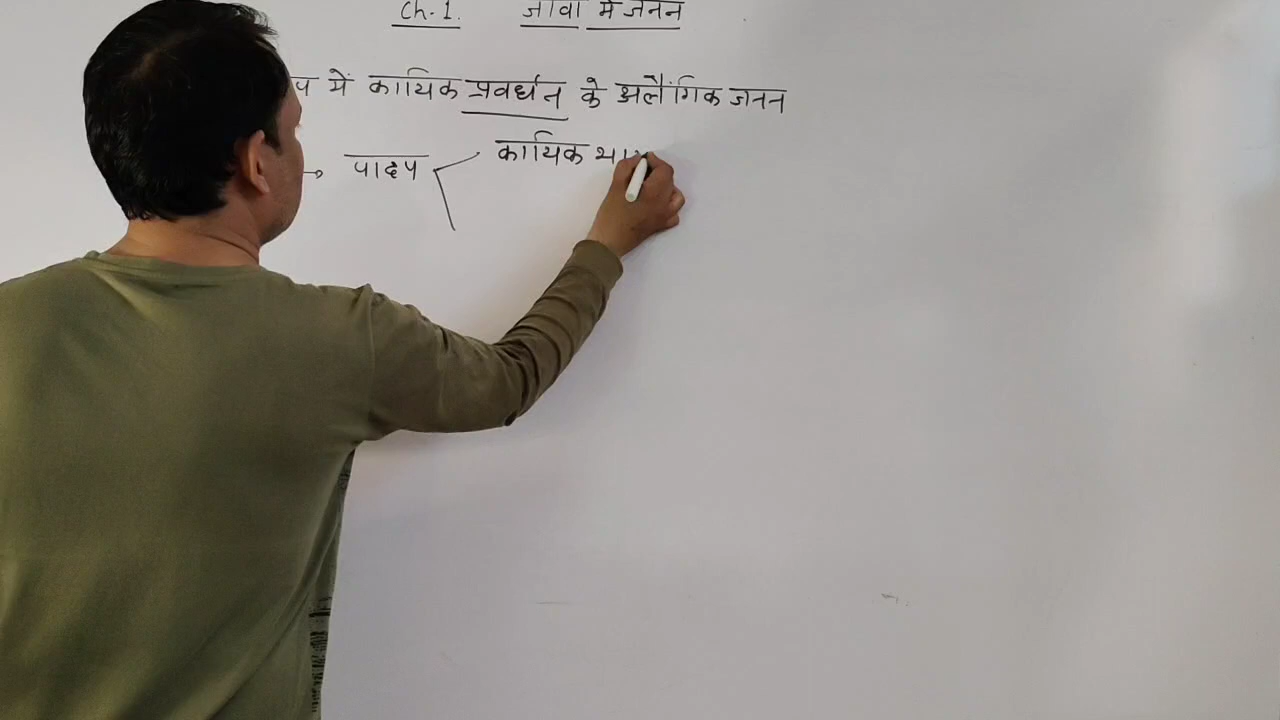 Ch-1. जीवों में जनन
प में कायिक प्रवर्धन के अलैंगिक जनन
→ पादप कायिक